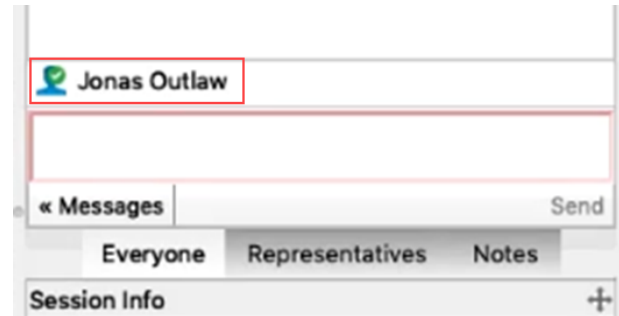 Jonas Outlaw
« Messages Send
Everyone Representatives Notes
Session Info